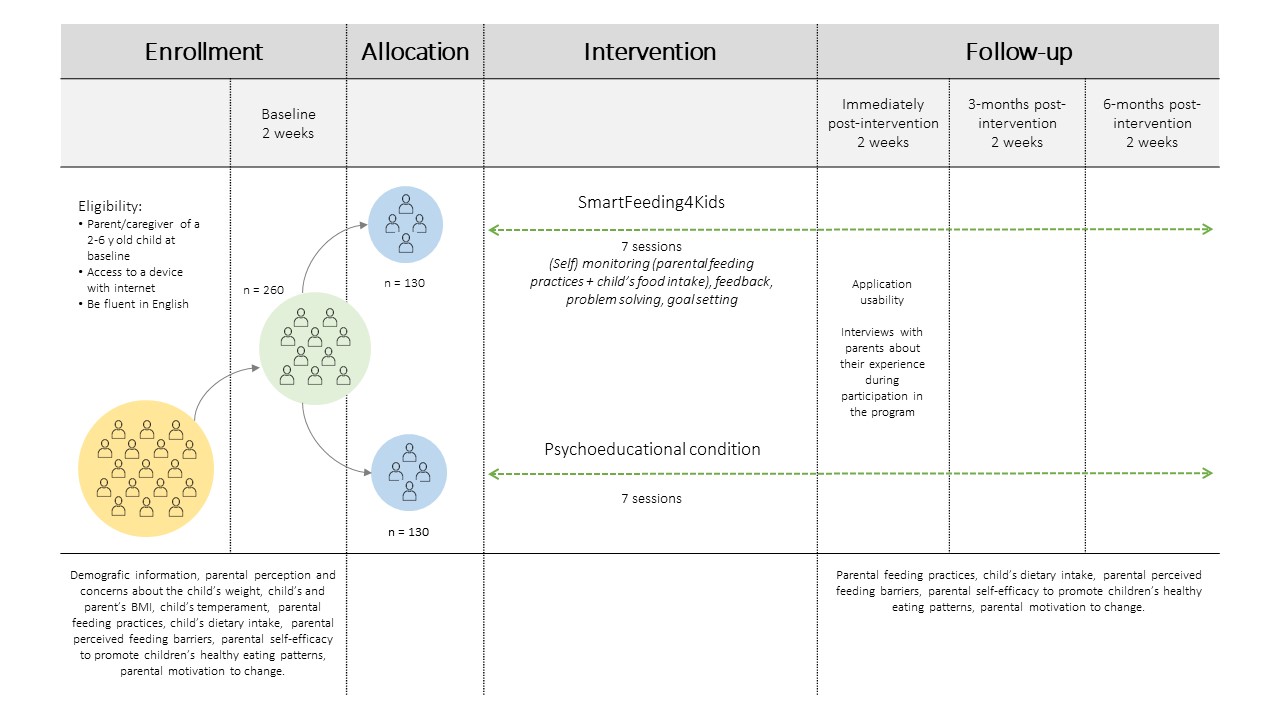 Enrollment
Allocation
Intervention
Follow-up
Baseline
2 weeks
Immediately
post-intervention
2 weeks
3-months post-
intervention
2 weeks
6-months post-
intervention
2 weeks
Eligibility:
• Parent/caregiver of a
2-6 y old child at
baseline
• Access to a device
with internet
• Be fluent in English
n = 260
n = 130
SmartFeeding4Kids
7 sessions
(Self) monitoring (parental feeding
practices + child's food intake), feedback,
problem solving, goal setting
Application
usability
Interviews with
parents about
their experience
during
participation in
the program
Psychoeducational condition
7 sessions
n = 130
Demografic information, parental perception and
concerns about the child's weight, child's and
parent's BMI, child's temperament, parental
feeding practices, child's dietary intake, parental
perceived feeding barriers, parental self-efficacy
to promote children's healthy eating patterns,
parental motivation to change.
Parental feeding practices, child's dietary intake, parental perceived
feeding barriers, parental self-efficacy to promote children's healthy
eating patterns, parental motivation to change.